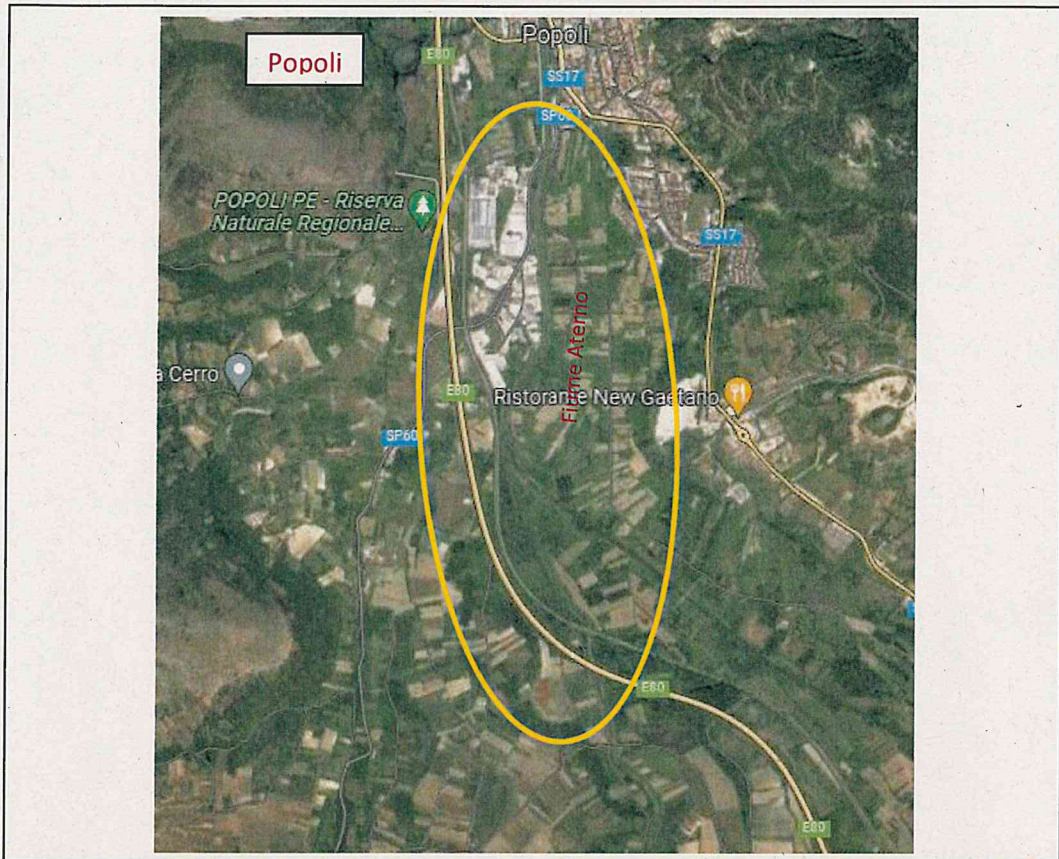 Popoli
Popoli
E80
SS17
SP60
POPOLI PE - Riserva
Naturale Regionale...
SS17
Fiume Aterno
a Cerro
E80
Ristorante New Gaetano
SP60
E80
E80